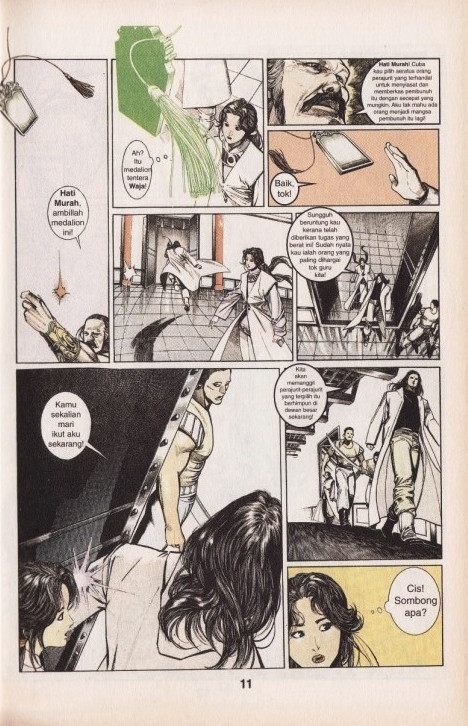 Hati
Murah,
ambillah
medalion
ini!
Ah?
Itu
medalion
tentera
Waja!
Hati Murah! Cuba
kau pilih seratus orang
perajurit yang terhandal
untuk menyiasat dan
memberkas pembunuh
itu dengan secepat yang
mungkin. Aku tak mahu ada
orang menjadi mangsa
pembunuh itu lagi!
Baik,
tok!
Sungguh
beruntung kau
kerana telah
diberikan tugas yang
berat ini! Sudah nyata
kau ialah orang yang
paling dihargai
tok guru
kita!
Kamu
sekalian
mari
ikut aku
sekarang!
Kita
akan
memanggil
perajurit-perajurit
yang terpilih itu
berhimpun di
dewan besar
sekarang!
Cis!
Sombong
apa?
11